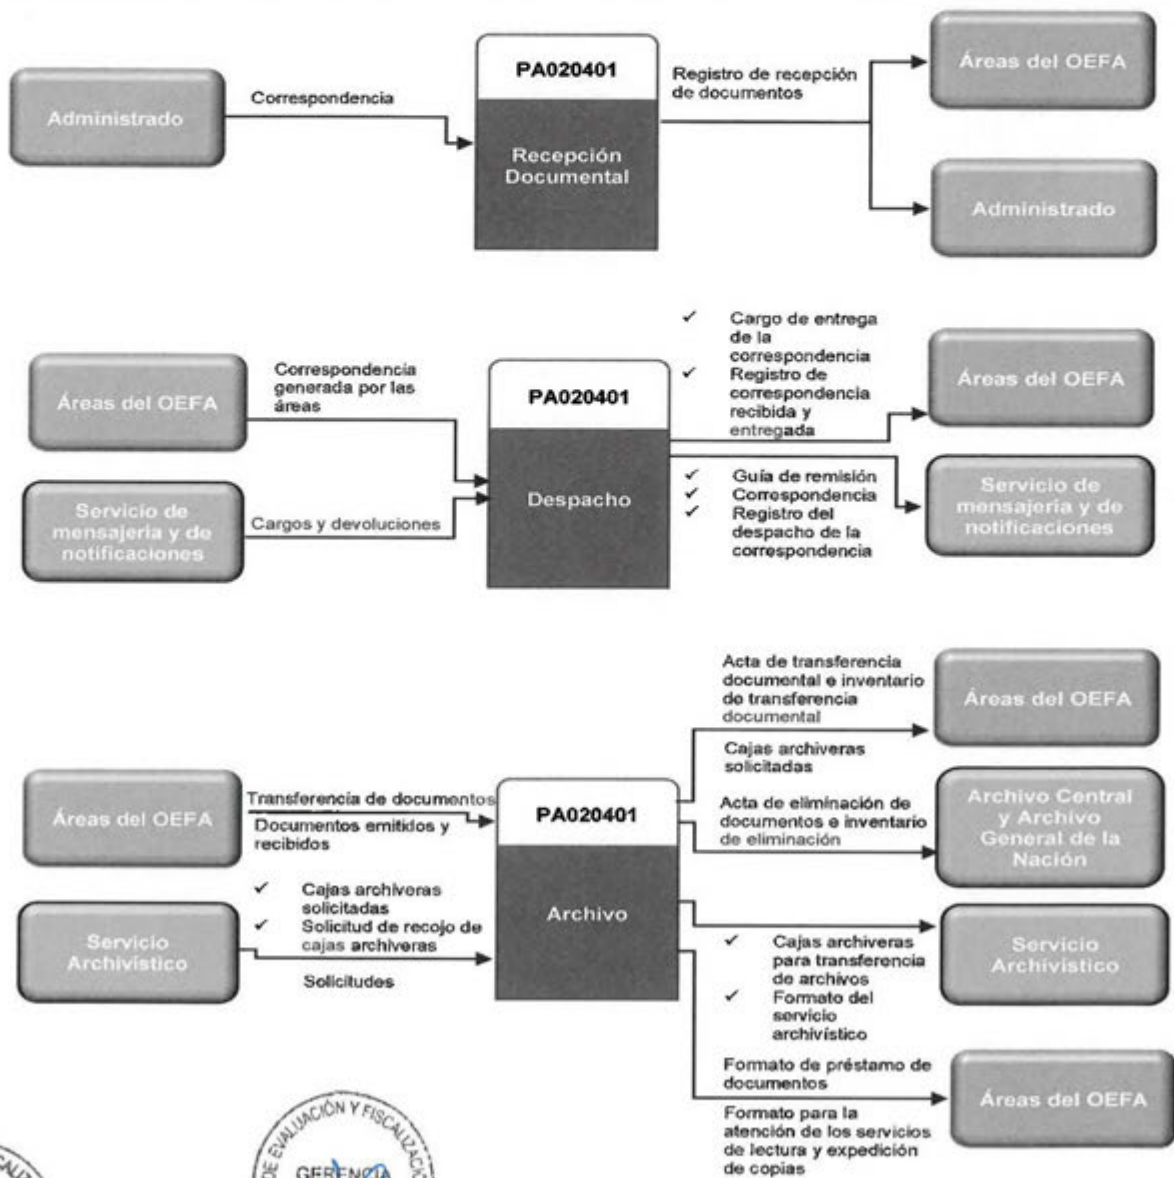 Administrado
Correspondencia
PA020401
Recepción
Documental
Registro de recepción
de documentos
Áreas del OEFA
Administrado
Áreas del OEFA
Correspondencia
generada por las
áreas
Servicio de
mensajería y de
notificaciones
Cargos y devoluciones
PA020401
Despacho
✓ Cargo de entrega
de la
correspondencia
✓ Registro de
correspondencia
recibida y
entregada
✓ Guía de remisión
✓ Correspondencia
✓ Registro del
despacho de la
correspondencia
Áreas del OEFA
Servicio de
mensajería y de
notificaciones
Áreas del OEFA
Transferencia de documentos
Documentos emitidos y
recibidos
Servicio
Archivístico
✓ Cajas archiveras
solicitadas
✓ Solicitud de recojo de
cajas archiveras
Solicitudes
PA020401
Archivo
Acta de transferencia
documental e inventario
de transferencia
documental
Cajas archiveras
solicitadas
Áreas del OEFA
Acta de eliminación de
documentos e inventario
de eliminación
Archivo Central
y Archivo
General de la
Nación
✓ Cajas archiveras
para transferencia
de archivos
✓ Formato del
servicio
archivístico
Servicio
Archivístico
Formato de préstamo de
documentos
Formato para la
atención de los servicios
de lectura y expedición
de copias
Áreas del OEFA
DE EVALUACIÓN Y
GERENCIA